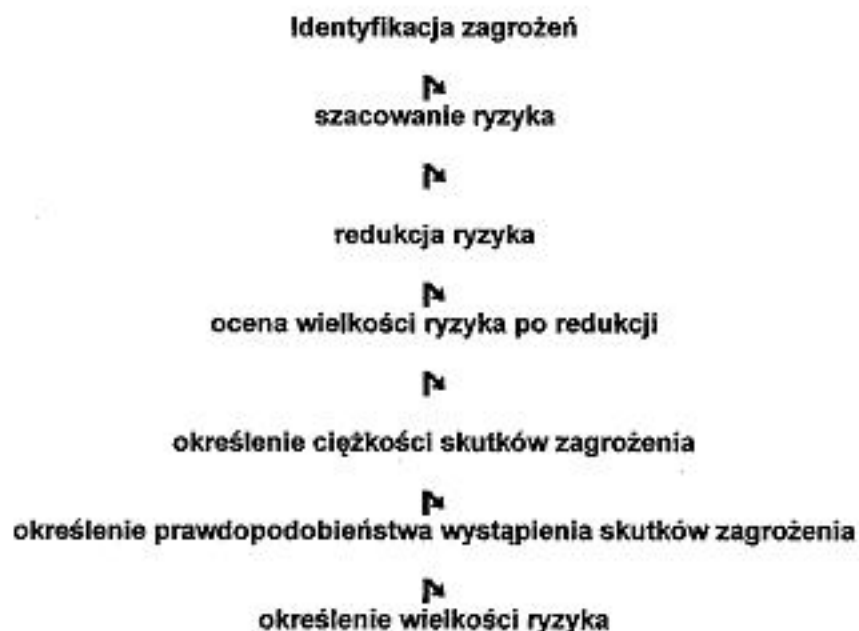 Identyfikacja zagrożeń
szacowanie ryzyka
redukcja ryzyka
ocena wielkości ryzyka po redukcji
określenie ciężkości skutków zagrożenia
określenie prawdopodobieństwa wystąpienia skutków zagrożenia
określenie wielkości ryzyka